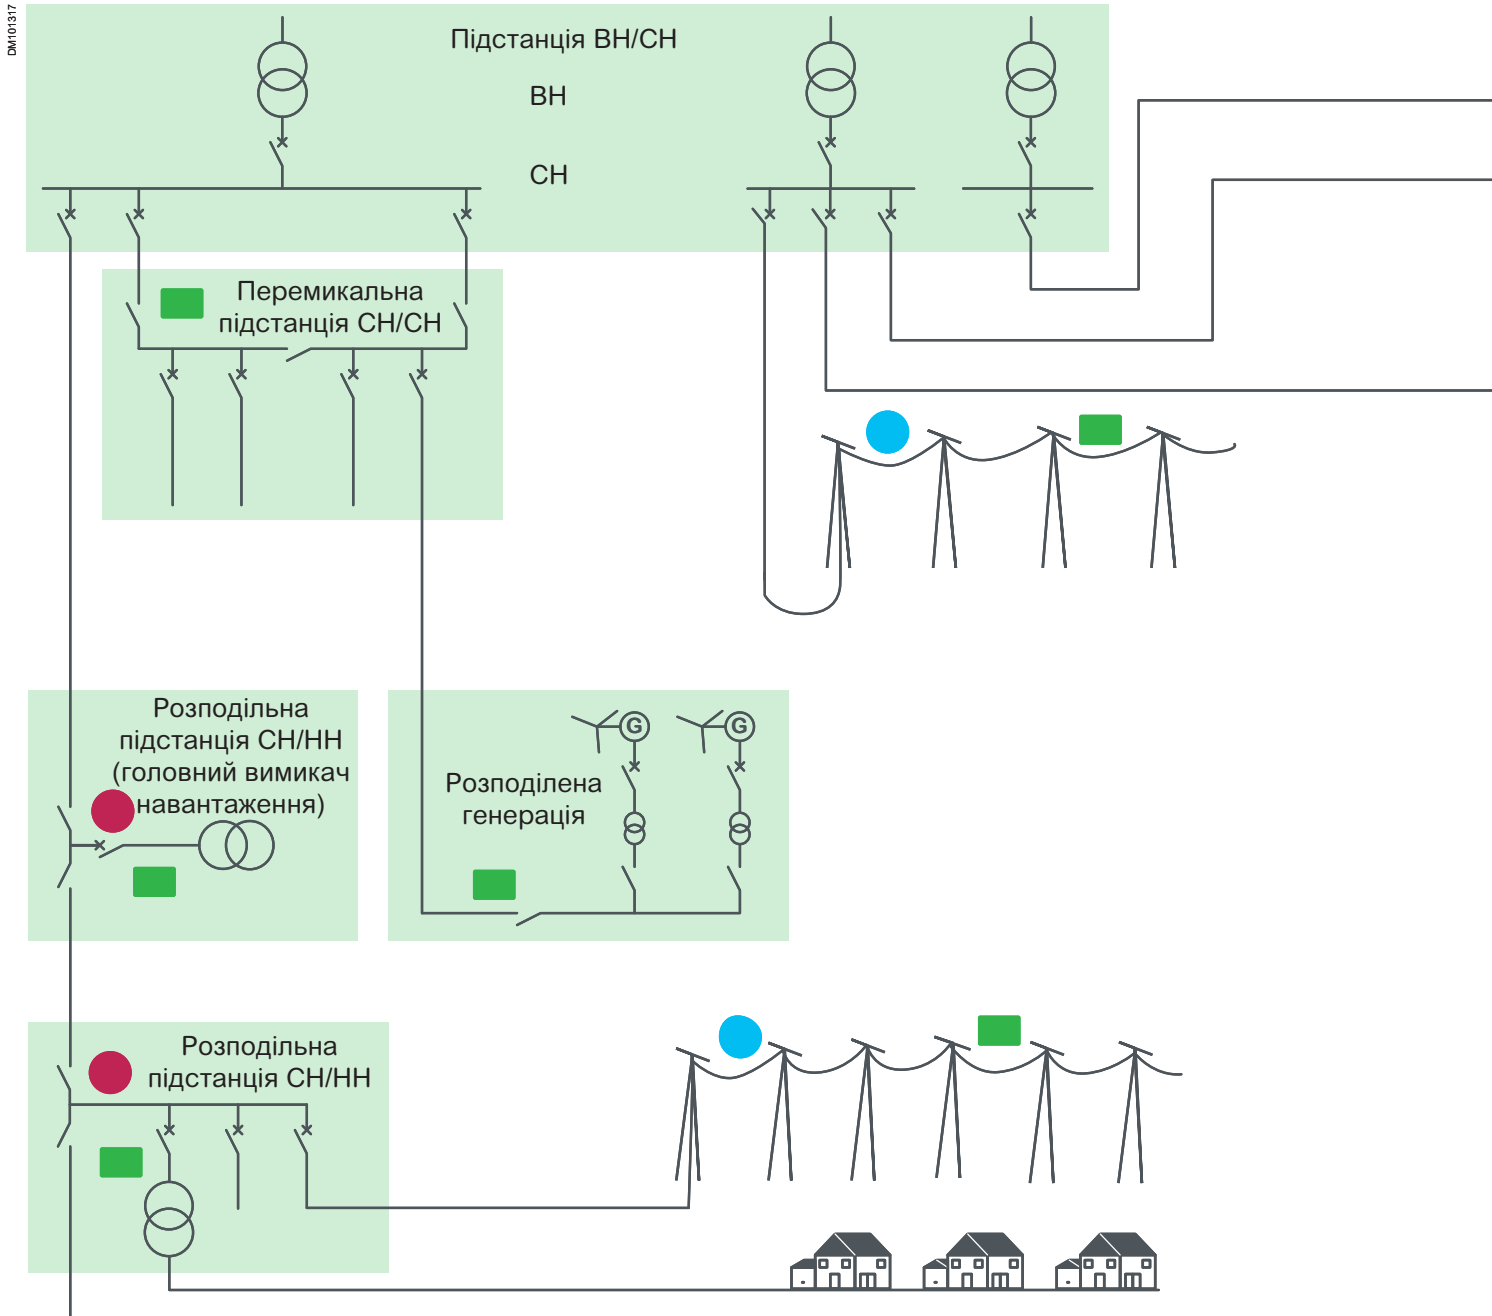 DM101317
Підстанція ВН/СН
ВН
СН
Перемикальна
підстанція СН/СН
Розподільна
підстанція СН/НН
(головний вимикач
навантаження)
G
G
Розподілена
генерація
Розподільна
підстанція СН/НН